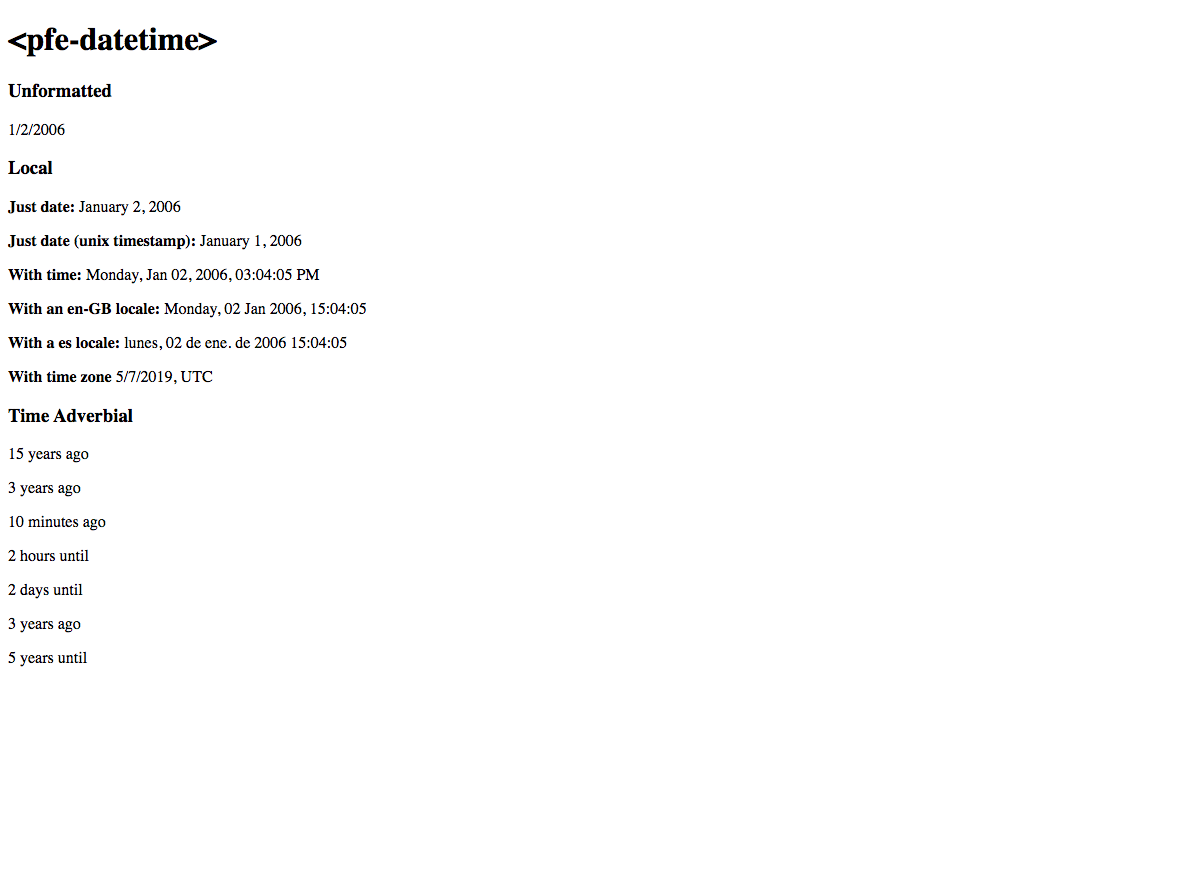 <pfe-datetime>
Unformatted
1/2/2006
Local
Just date: January 2, 2006
Just date (unix timestamp): January 1, 2006
With time: Monday, Jan 02, 2006, 03:04:05 PM
With an en-GB locale: Monday, 02 Jan 2006, 15:04:05
With a es locale: lunes, 02 de ene. de 2006 15:04:05
With time zone 5/7/2019, UTC
Time Adverbial
15 years ago
3 years ago
10 minutes ago
2 hours until
2 days until
3 years ago
5 years until